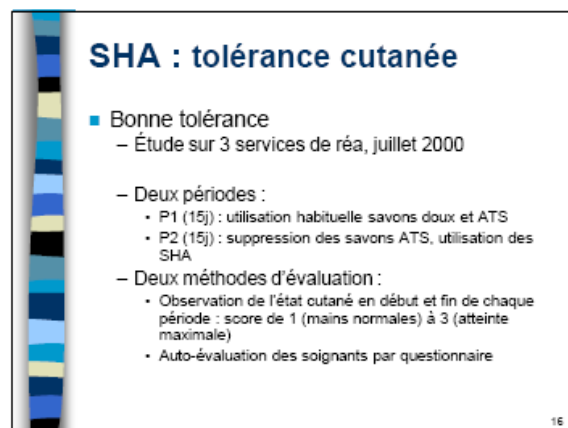 SHA : tolérance cutanée
■ Bonne tolérance
– Étude sur 3 services de réa, juillet 2000
– Deux périodes :
• P1 (15j) : utilisation habituelle savons doux et ATS
• P2 (15j) : suppression des savons ATS, utilisation des
SHA
– Deux méthodes d'évaluation :
• Observation de l'état cutané en début et fin de chaque
période : score de 1 (mains normales) à 3 (atteinte
maximale)
• Auto-évaluation des soignants par questionnaire
16